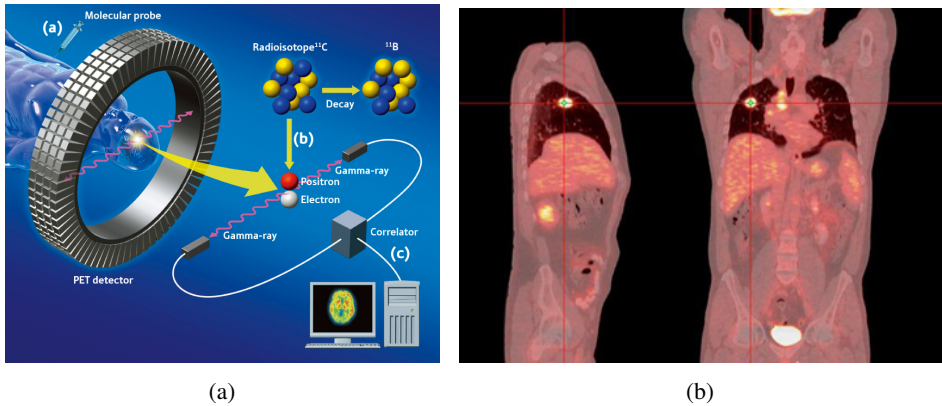 (a)
Molecular probe
Radioisotope¹¹C
¹¹B
Decay
(b)
Gamma-ray
Positron
Electron
Gamma-ray
Correlator
(c)
PET detector
(a)
(b)